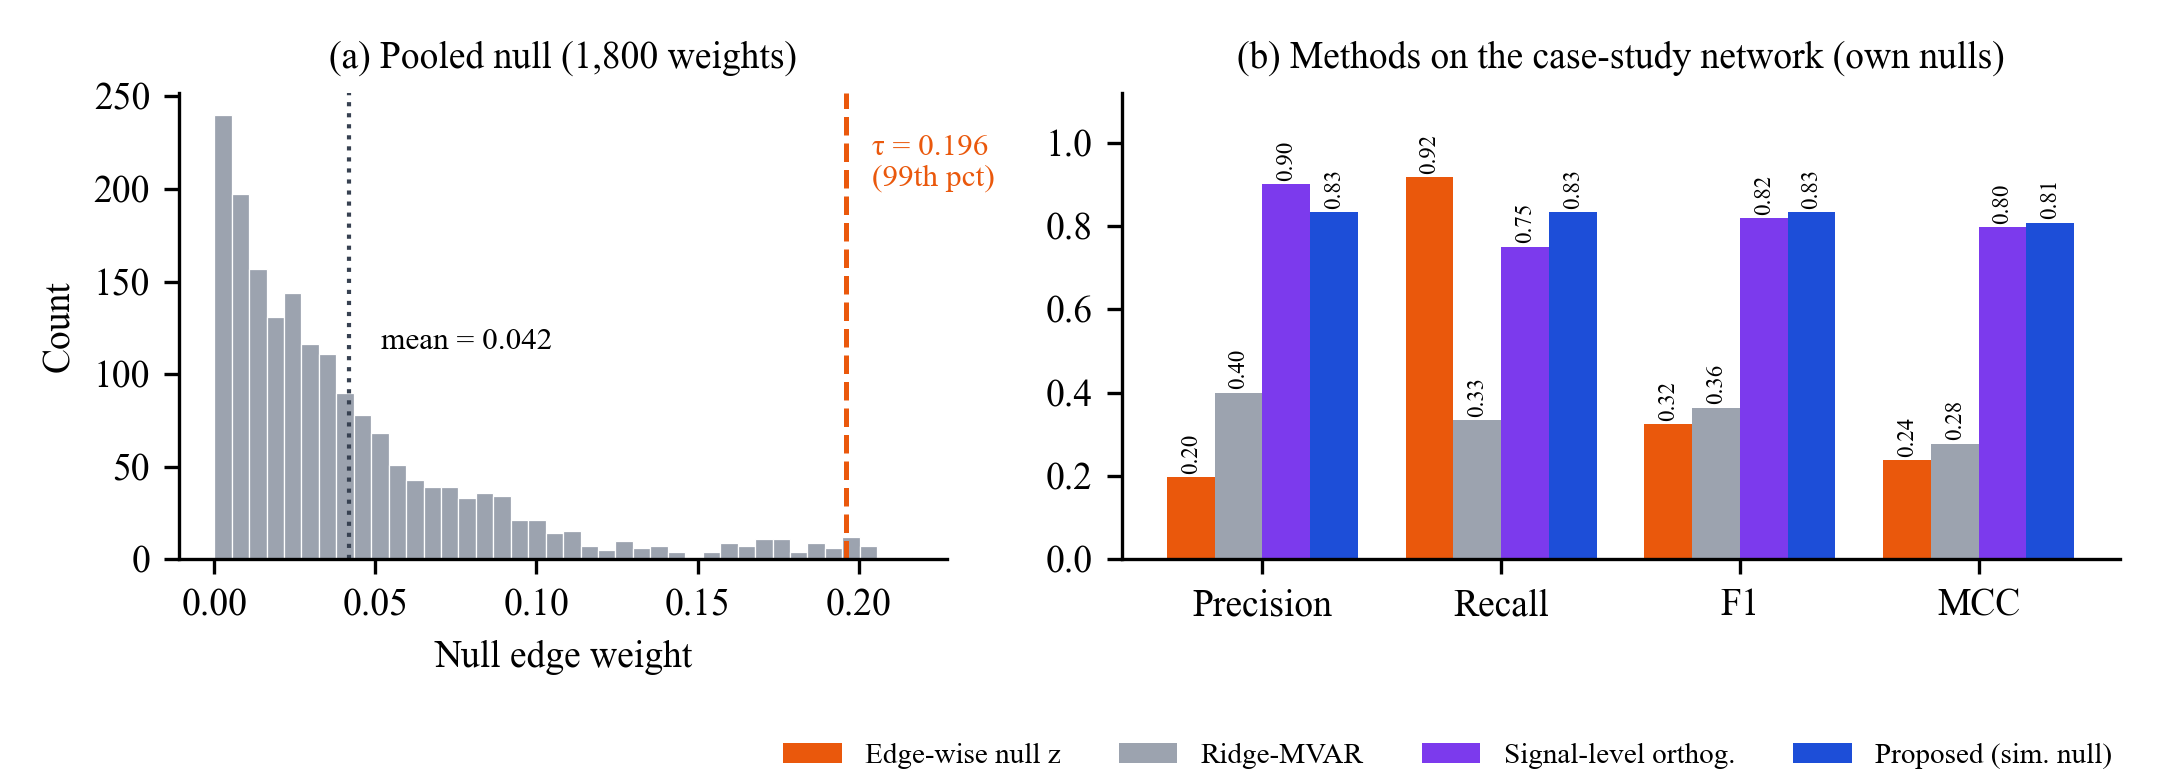 (a) Pooled null (1,800 weights)
250
200
150
100
50
0
Count
τ = 0.196
(99th pct)
mean = 0.042
0.00 0.05 0.10 0.15 0.20
Null edge weight
(b) Methods on the case-study network (own nulls)
1.0
0.8
0.6
0.4
0.2
0.0
0.20 0.40 0.90 0.83
0.92 0.33 0.75 0.83
0.32 0.36 0.82 0.83
0.24 0.28 0.80 0.81
Precision Recall F1 MCC
Edge-wise null z Ridge-MVAR Signal-level orthog. Proposed (sim. null)